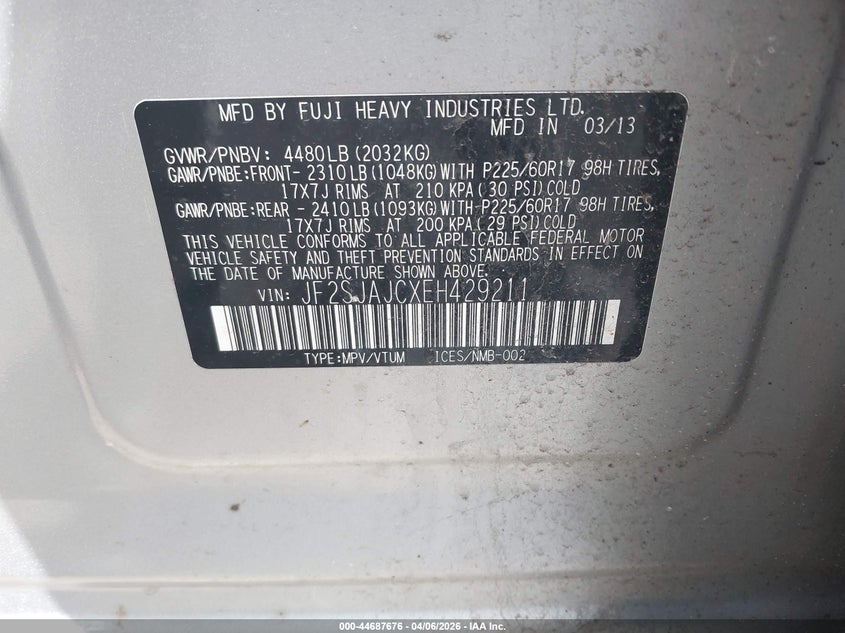 MFD BY FUJI HEAVY INDUSTRIES LTD.
MFD IN 03/13
GVWR/PNBV: 4480LB(2032KG)
GAWR/PNBE:FRONT- 2310LB(1048KG)WITH P225/60R17 98H TIRES,
17X7J RIMS AT 210 KPA(30 PSI)COLD
GAWR/PNBE:REAR - 2410LB(1093KG)WITH P225/60R17 98H TIRES,
17X7J RIMS AT 200 KPA(29 PSI)COLD
THIS VEHICLE CONFORMS TO ALL APPLICABLE FEDERAL MOTOR
VEHICLE SAFETY AND THEFT PREVENTION STANDARDS IN EFFECT ON
THE DATE OF MANUFACTURE SHOWN ABOVE.
VIN: JF2SJAJCXEH429211
TYPE:MPV/VTUM ICES/NMB-002
000-44687676 | 04/06/2026 - IAA Inc.